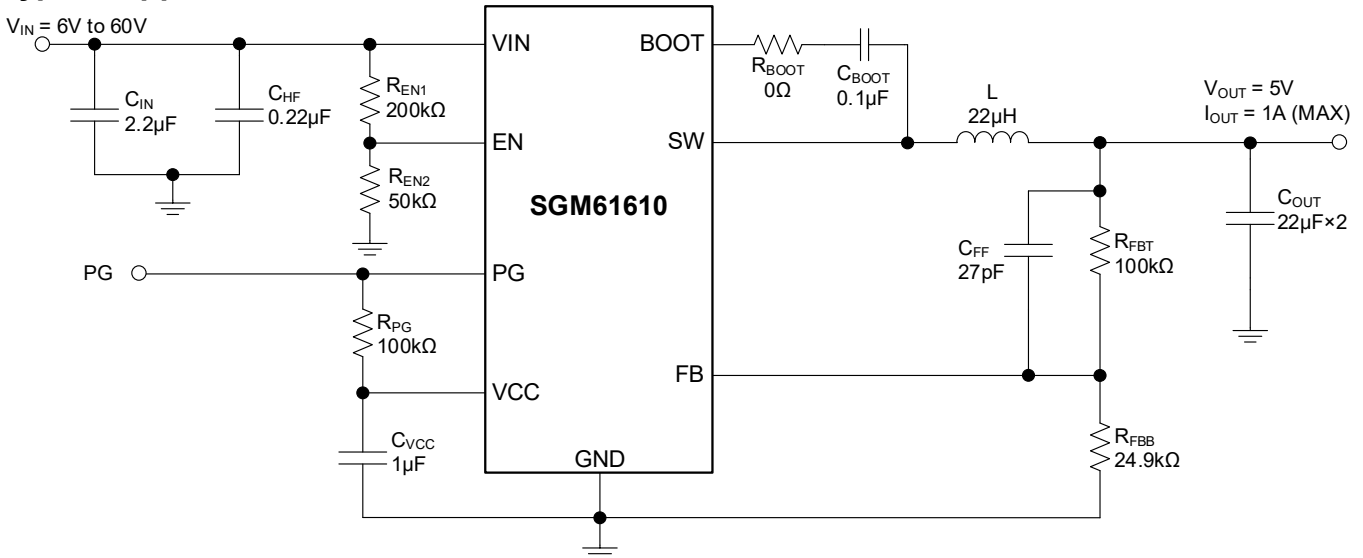 VIN = 6V to 60V
CIN
2.2µF
CHF
0.22µF
REN1
200kΩ
REN2
50kΩ
PG
RPG
100kΩ
CVCC
1µF
VIN
EN
PG
VCC
GND
SGM61610
BOOT
SW
FB
RBOOT
0Ω
CBOOT
0.1µF
L
22µH
VOUT = 5V
IOUT = 1A (MAX)
CFF
27pF
RFBT
100kΩ
COUT
22µF×2
RFBB
24.9kΩ